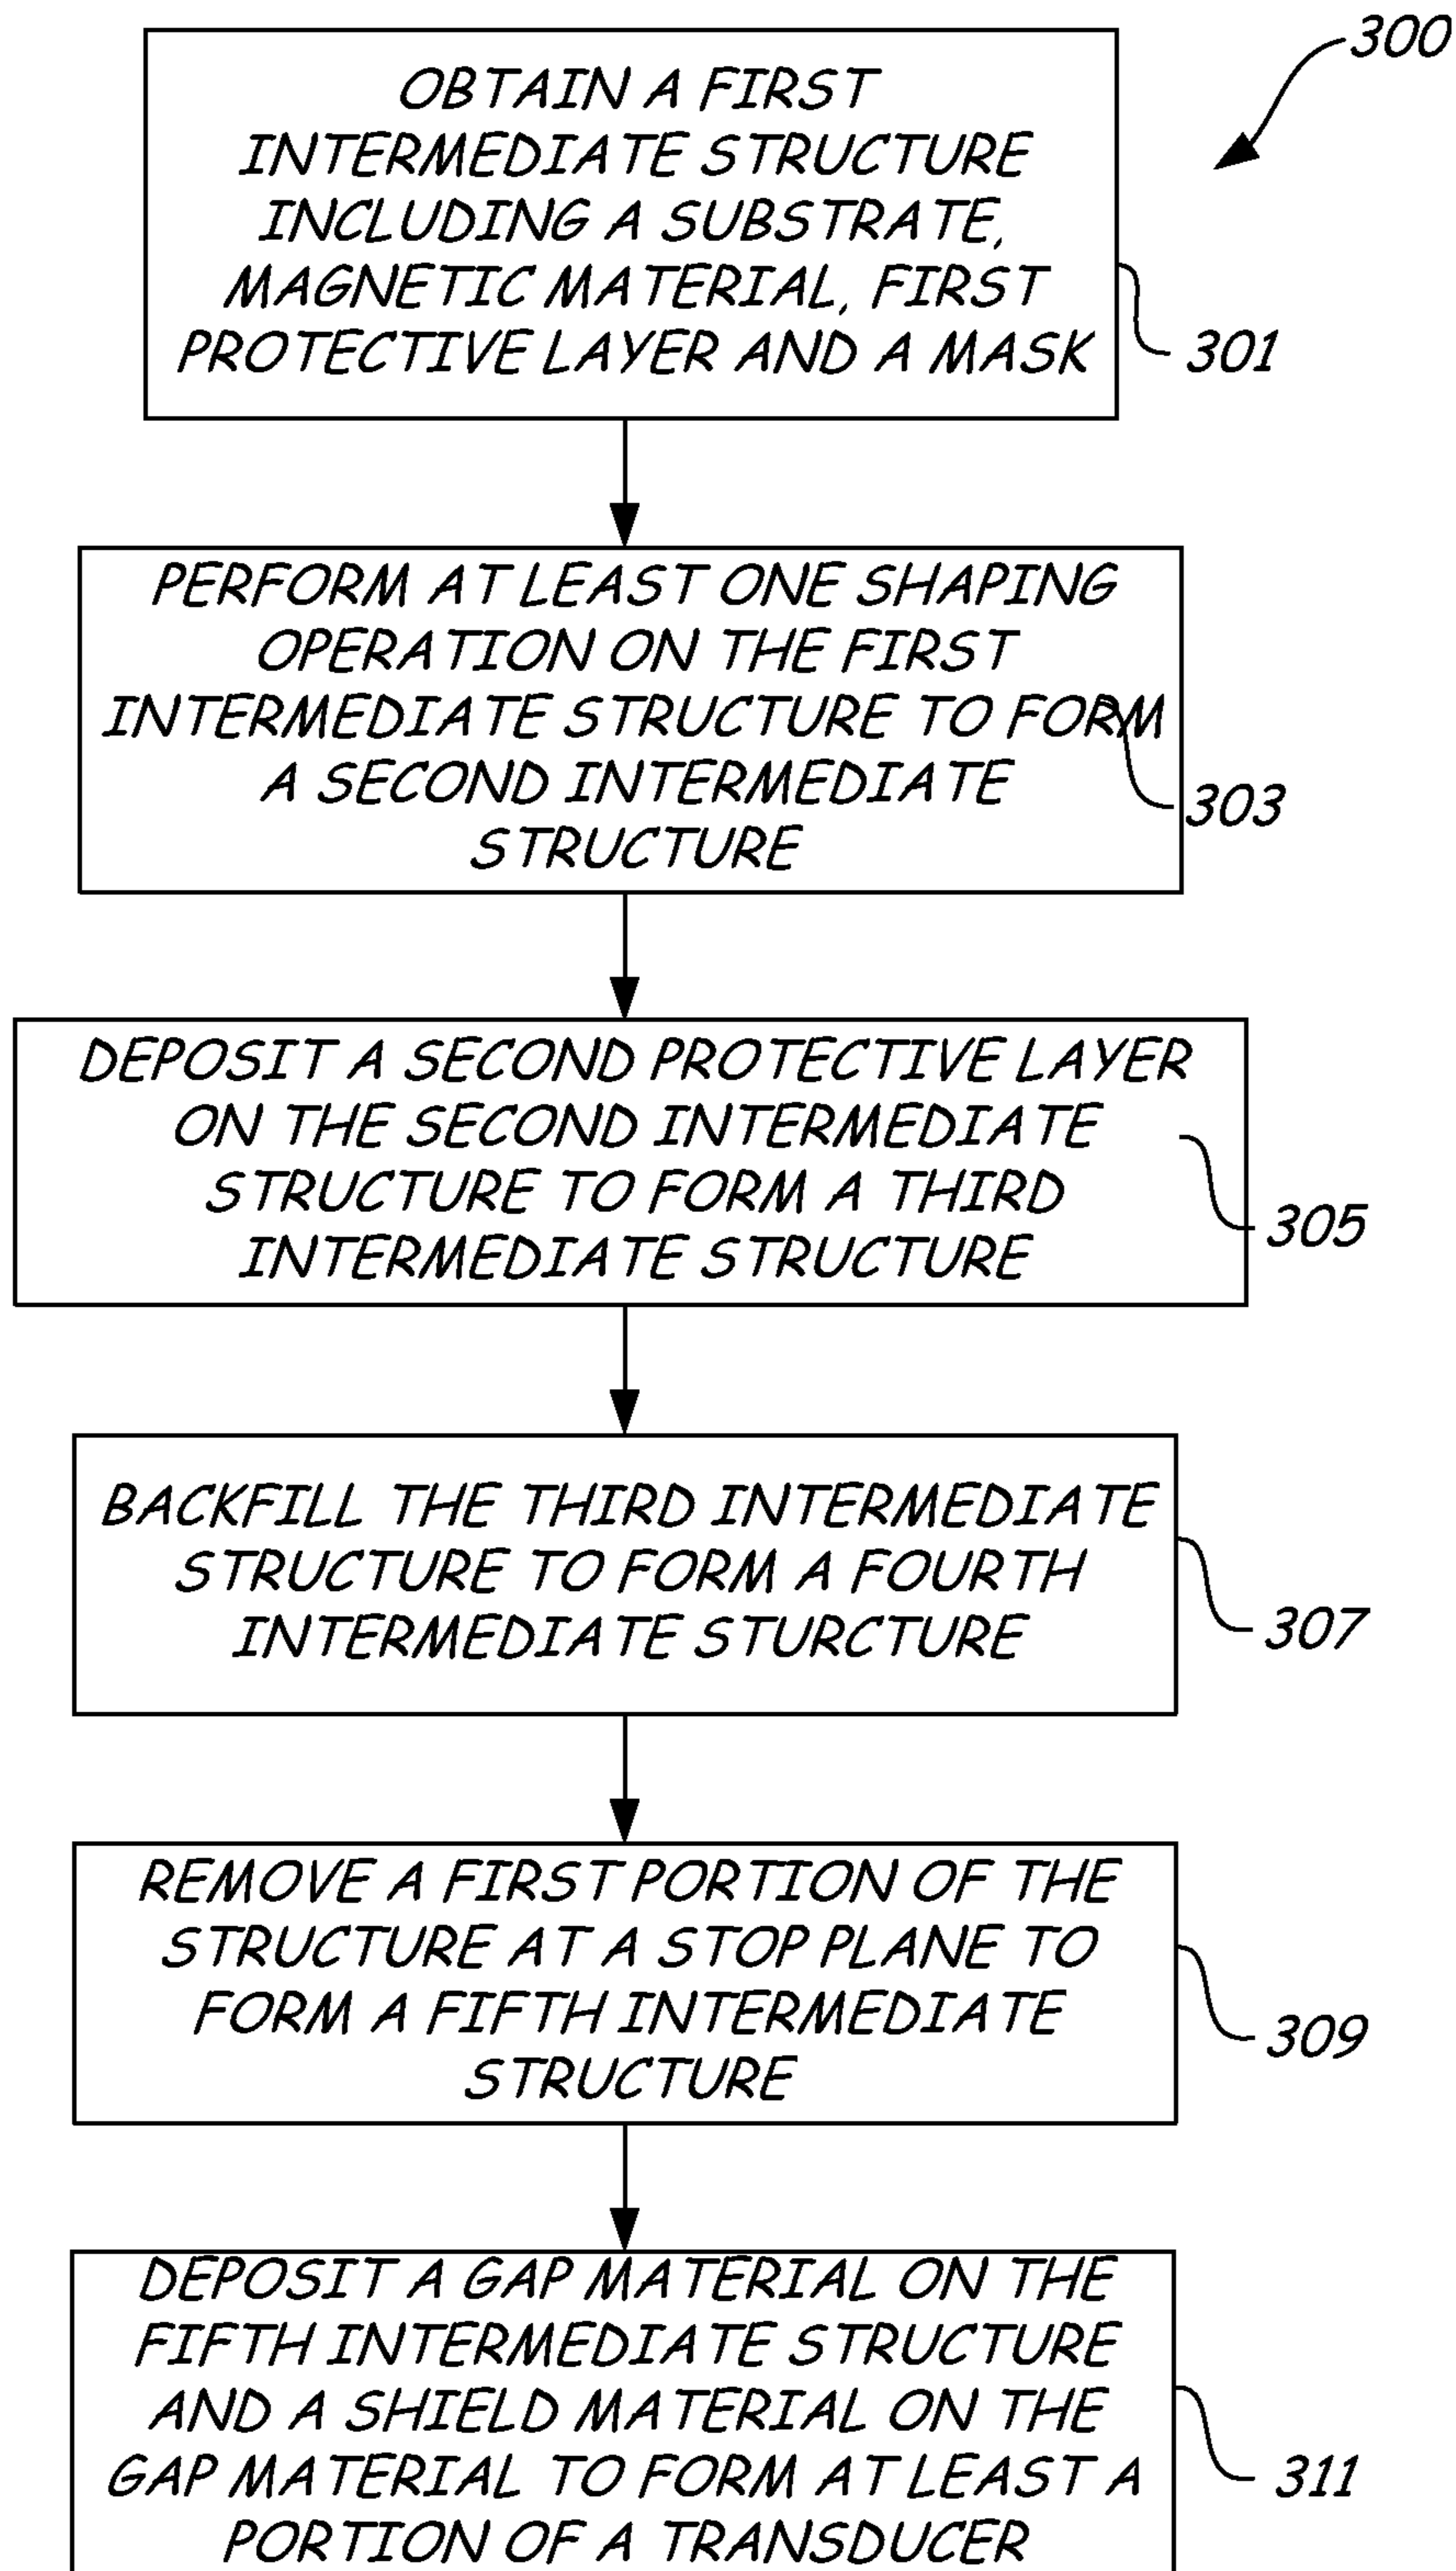 300
OBTAIN A FIRST
INTERMEDIATE STRUCTURE
INCLUDING A SUBSTRATE,
MAGNETIC MATERIAL, FIRST
PROTECTIVE LAYER AND A MASK
301
PERFORM AT LEAST ONE SHAPING
OPERATION ON THE FIRST
INTERMEDIATE STRUCTURE TO FORM
A SECOND INTERMEDIATE
STRUCTURE
303
DEPOSIT A SECOND PROTECTIVE LAYER
ON THE SECOND INTERMEDIATE
STRUCTURE TO FORM A THIRD
INTERMEDIATE STRUCTURE
305
BACKFILL THE THIRD INTERMEDIATE
STRUCTURE TO FORM A FOURTH
INTERMEDIATE STURCTURE
307
REMOVE A FIRST PORTION OF THE
STRUCTURE AT A STOP PLANE TO
FORM A FIFTH INTERMEDIATE
STRUCTURE
309
DEPOSIT A GAP MATERIAL ON THE
FIFTH INTERMEDIATE STRUCTURE
AND A SHIELD MATERIAL ON THE
GAP MATERIAL TO FORM AT LEAST A
PORTION OF A TRANSDUCER
311